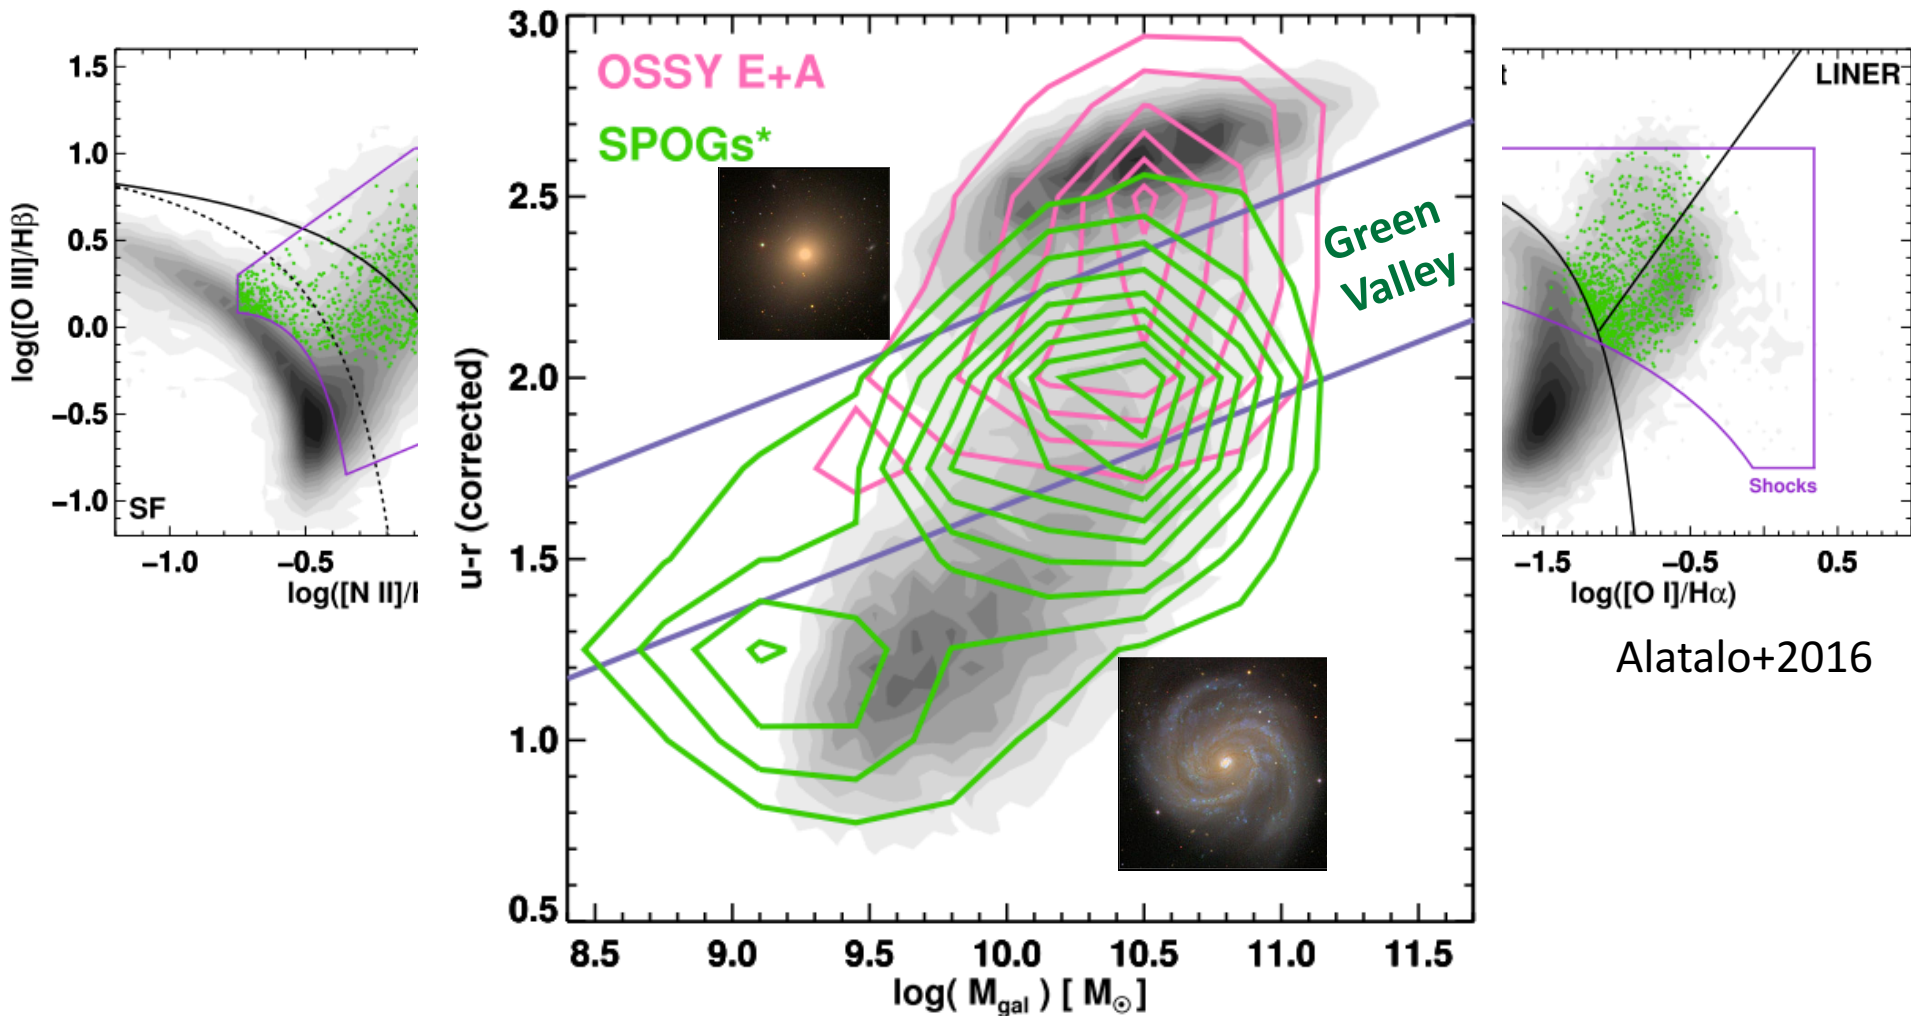 1.5
1.0
0.5
0.0
−0.5
−1.0
log([O III]/Hβ)
SF
−1.0
−0.5
log([N II]/
3.0
2.5
2.0
1.5
1.0
0.5
u-r (corrected)
OSSY E+A
SPOGs*
Green
Valley
8.5
9.0
9.5
10.0
10.5
11.0
11.5
log( Mgal ) [ M☉]
LINER
Shocks
−1.5
−0.5
0.5
log([O I]/Hα)
Alatalo+2016